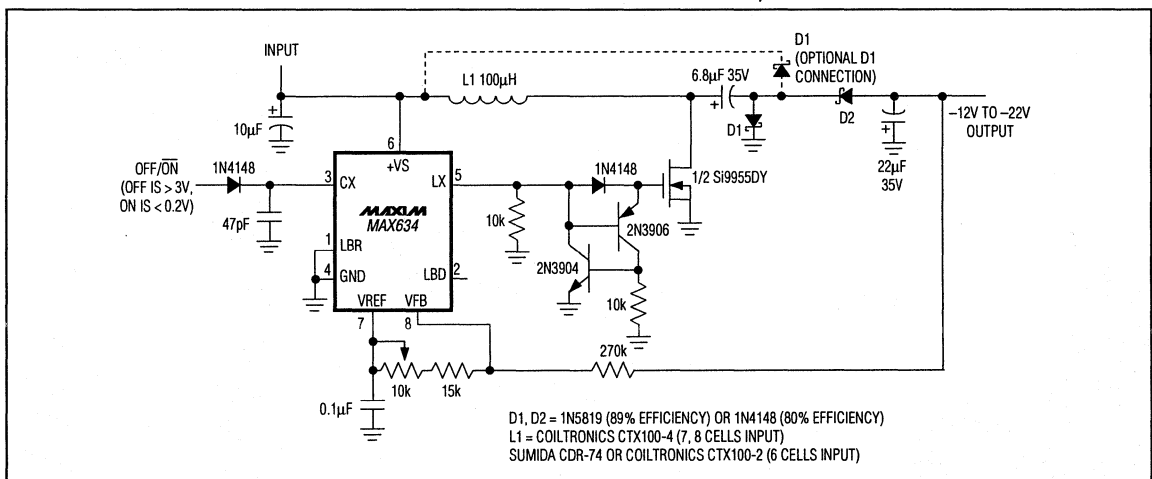 INPUT
L1 100µH
6.8µF 35V
D1
(OPTIONAL D1
CONNECTION)
+
10µF
+
D1
D2
–12V TO –22V
OUTPUT
+
22µF
35V
OFF/O̅N̅
(OFF IS > 3V,
ON IS < 0.2V)
1N4148
47pF
6
+VS
3
CX
LX
5
MAXIM
MAX634
1
LBR
4
GND
LBD
2
VREF
VFB
7
8
10k
1N4148
1/2 Si9955DY
2N3906
2N3904
10k
10k
15k
270k
0.1µF
D1, D2 = 1N5819 (89% EFFICIENCY) OR 1N4148 (80% EFFICIENCY)
L1 = COILTRONICS CTX100-4 (7, 8 CELLS INPUT)
SUMIDA CDR-74 OR COILTRONICS CTX100-2 (6 CELLS INPUT)